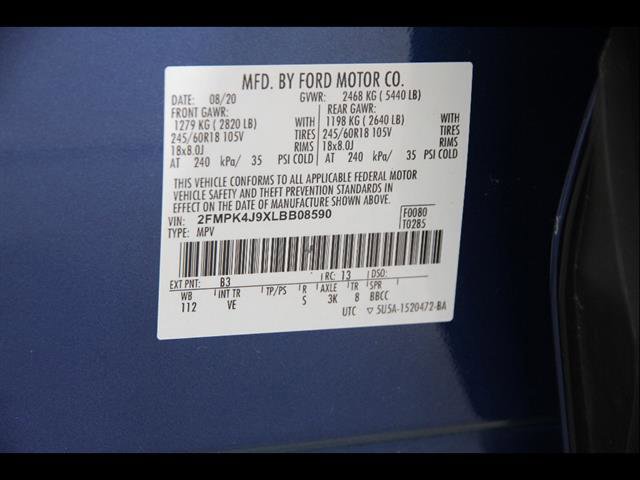 MFD. BY FORD MOTOR CO.
DATE: 08/20 GVWR: 2468 KG ( 5440 LB)
FRONT GAWR: REAR GAWR:
1279 KG ( 2820 LB) WITH 1198 KG ( 2640 LB) WITH
245/60R18 105V TIRES 245/60R18 105V TIRES
18x8.0J RIMS 18x8.0J RIMS
AT 240 kPa/ 35 PSI COLD AT 240 kPa/ 35 PSI COLD
THIS VEHICLE CONFORMS TO ALL APPLICABLE FEDERAL MOTOR
VEHICLE SAFETY AND THEFT PREVENTION STANDARDS IN
EFFECT ON THE DATE OF MANUFACTURE SHOWN ABOVE.
VIN: 2FMPK4J9XLBB08590 F0080
TYPE: MPV T0285
EXT PNT: B3 RC: 13 DSO:
WB INT TR TP/PS R AXLE TR SPR
112 VE S 3K 8 BBCC
UTC ▽ 5U5A-1520472-BA